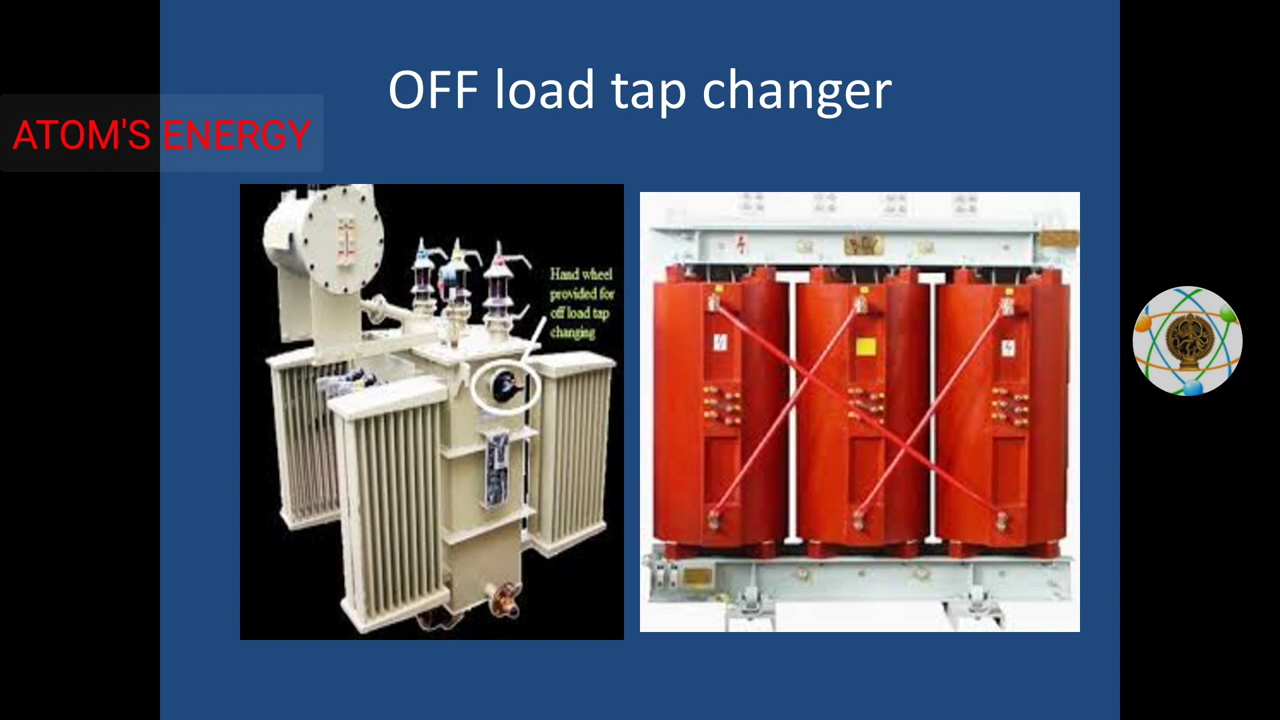 OFF load tap changer
ATOM'S ENERGY
Hand wheel
provided for
off load tap
changing